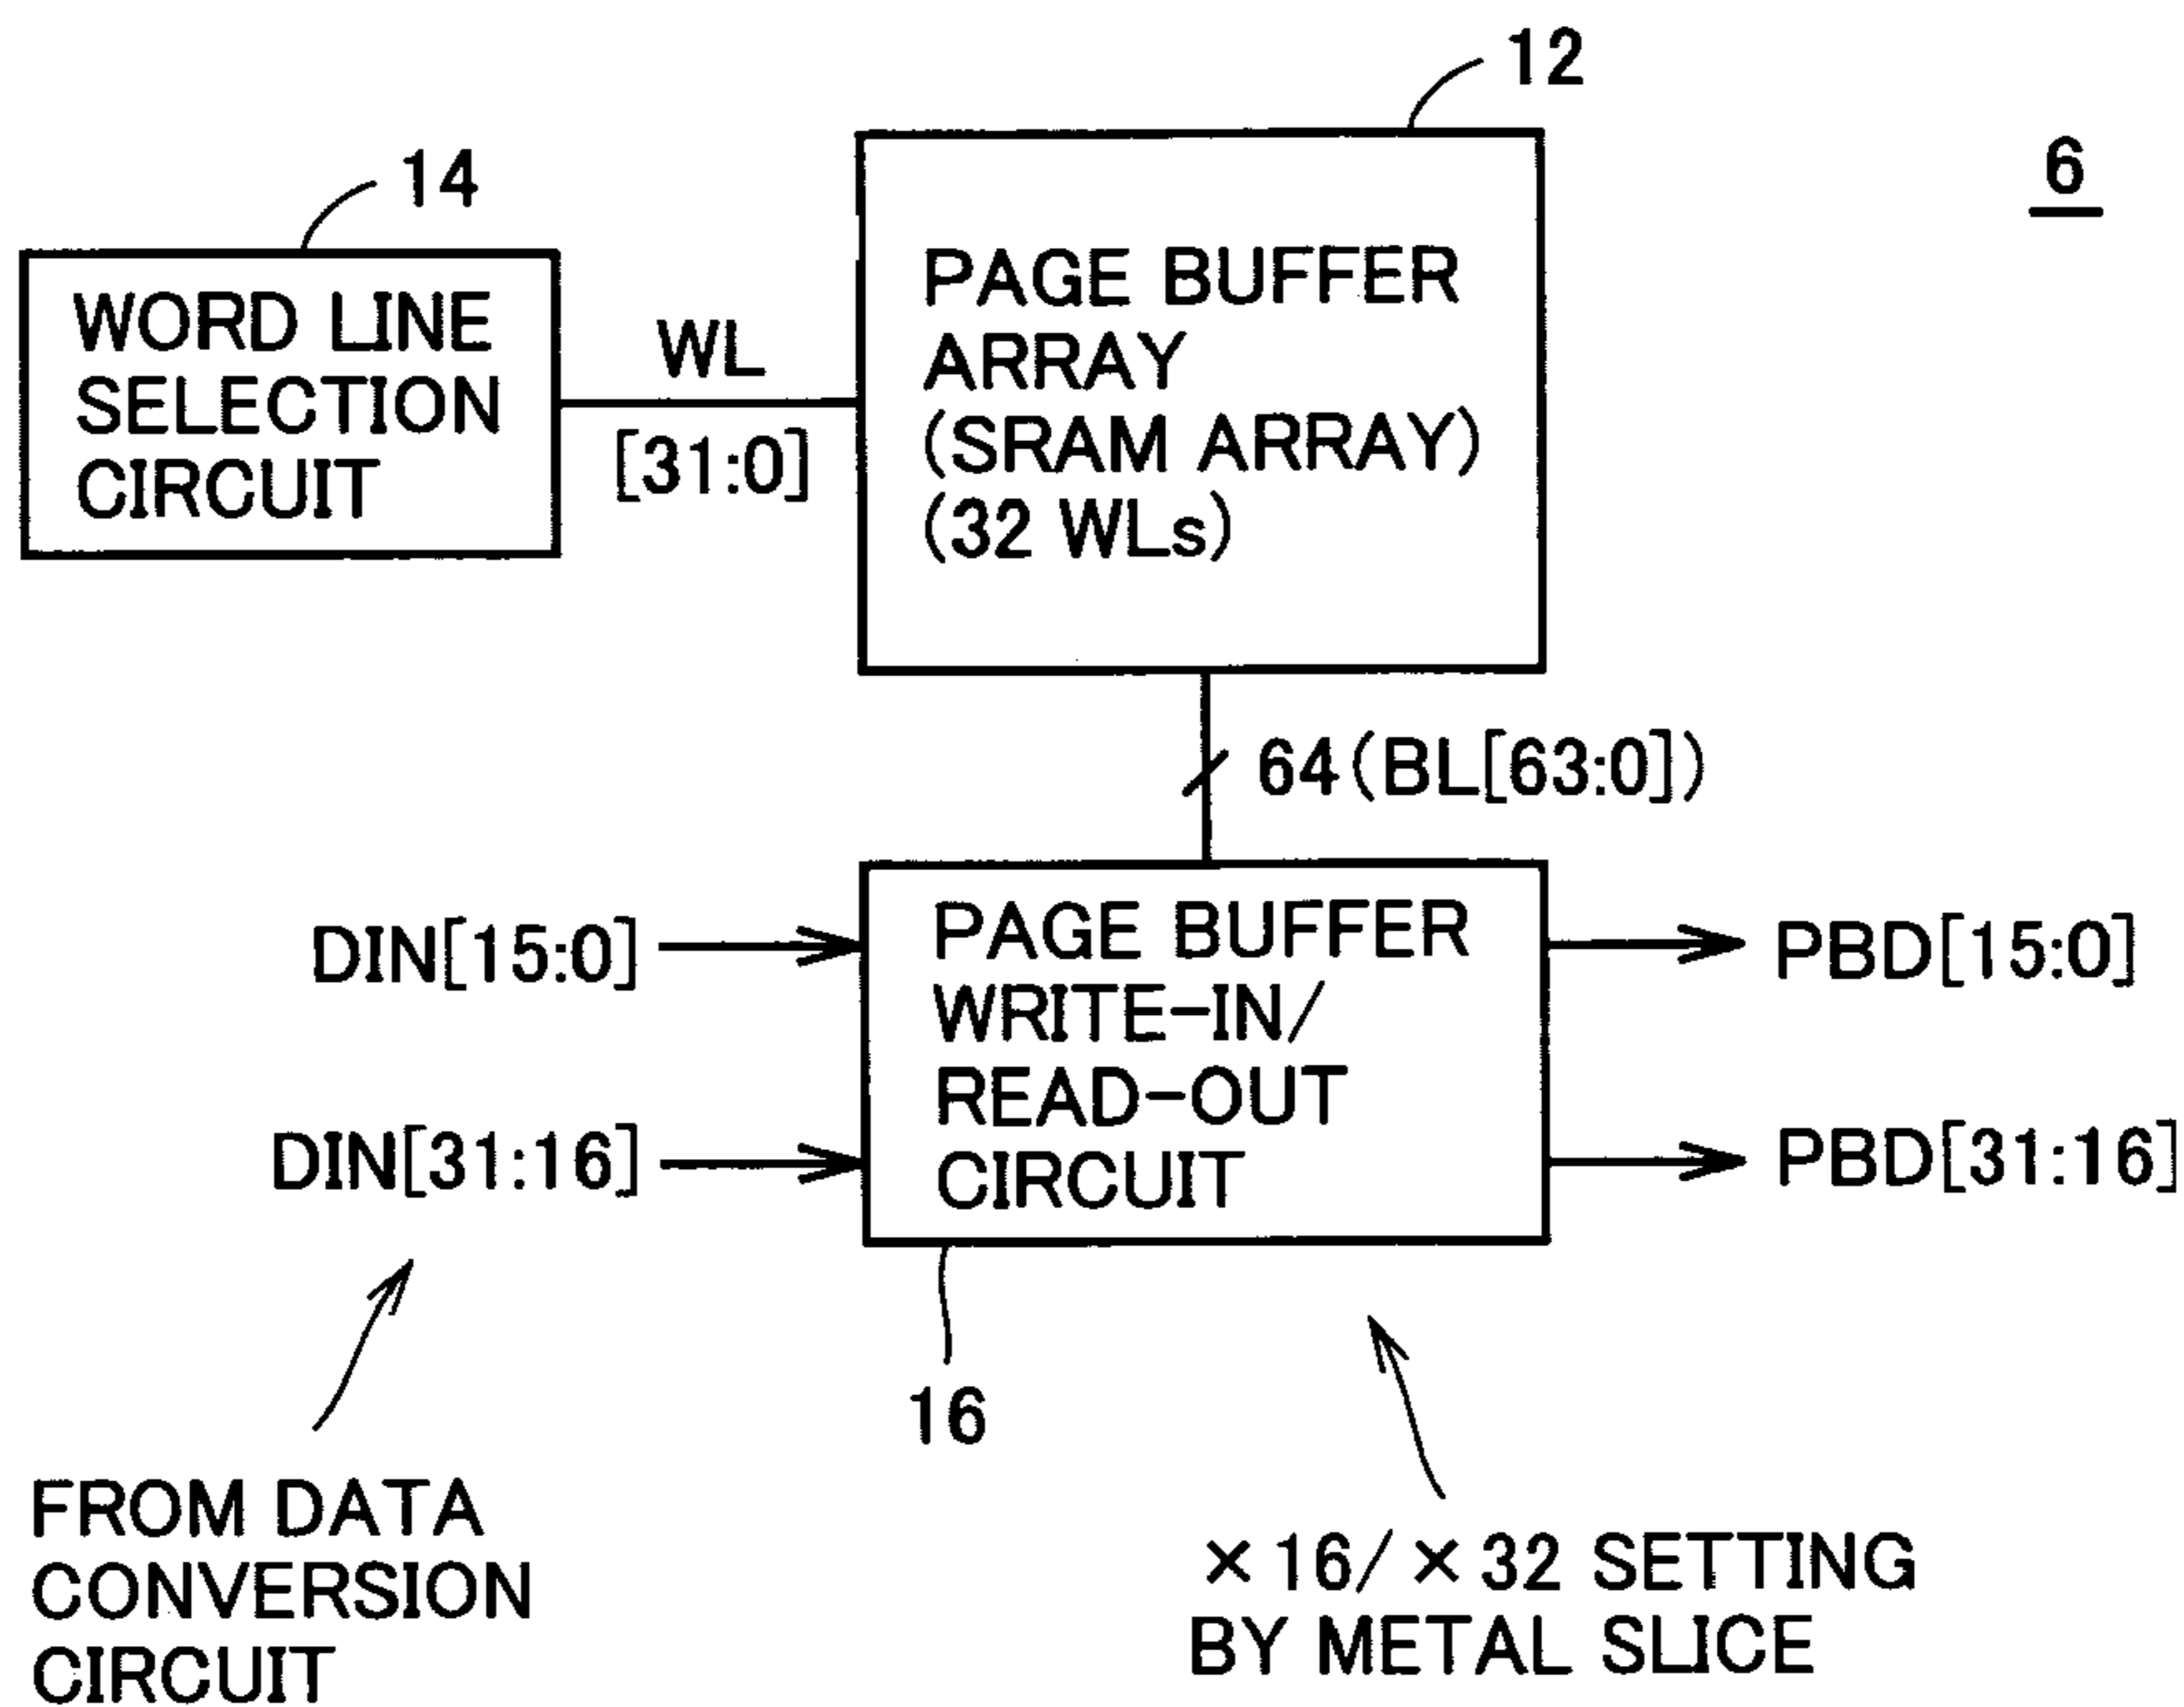 12
14
6
WORD LINE
SELECTION
CIRCUIT
WL
[31:0]
PAGE BUFFER
ARRAY
(SRAM ARRAY)
(32 WLs)
64(BL[63:0])
DIN[15:0]
DIN[31:16]
PAGE BUFFER
WRITE-IN/
READ-OUT
CIRCUIT
PBD[15:0]
PBD[31:16]
16
FROM DATA
CONVERSION
CIRCUIT
×16/×32 SETTING
BY METAL SLICE